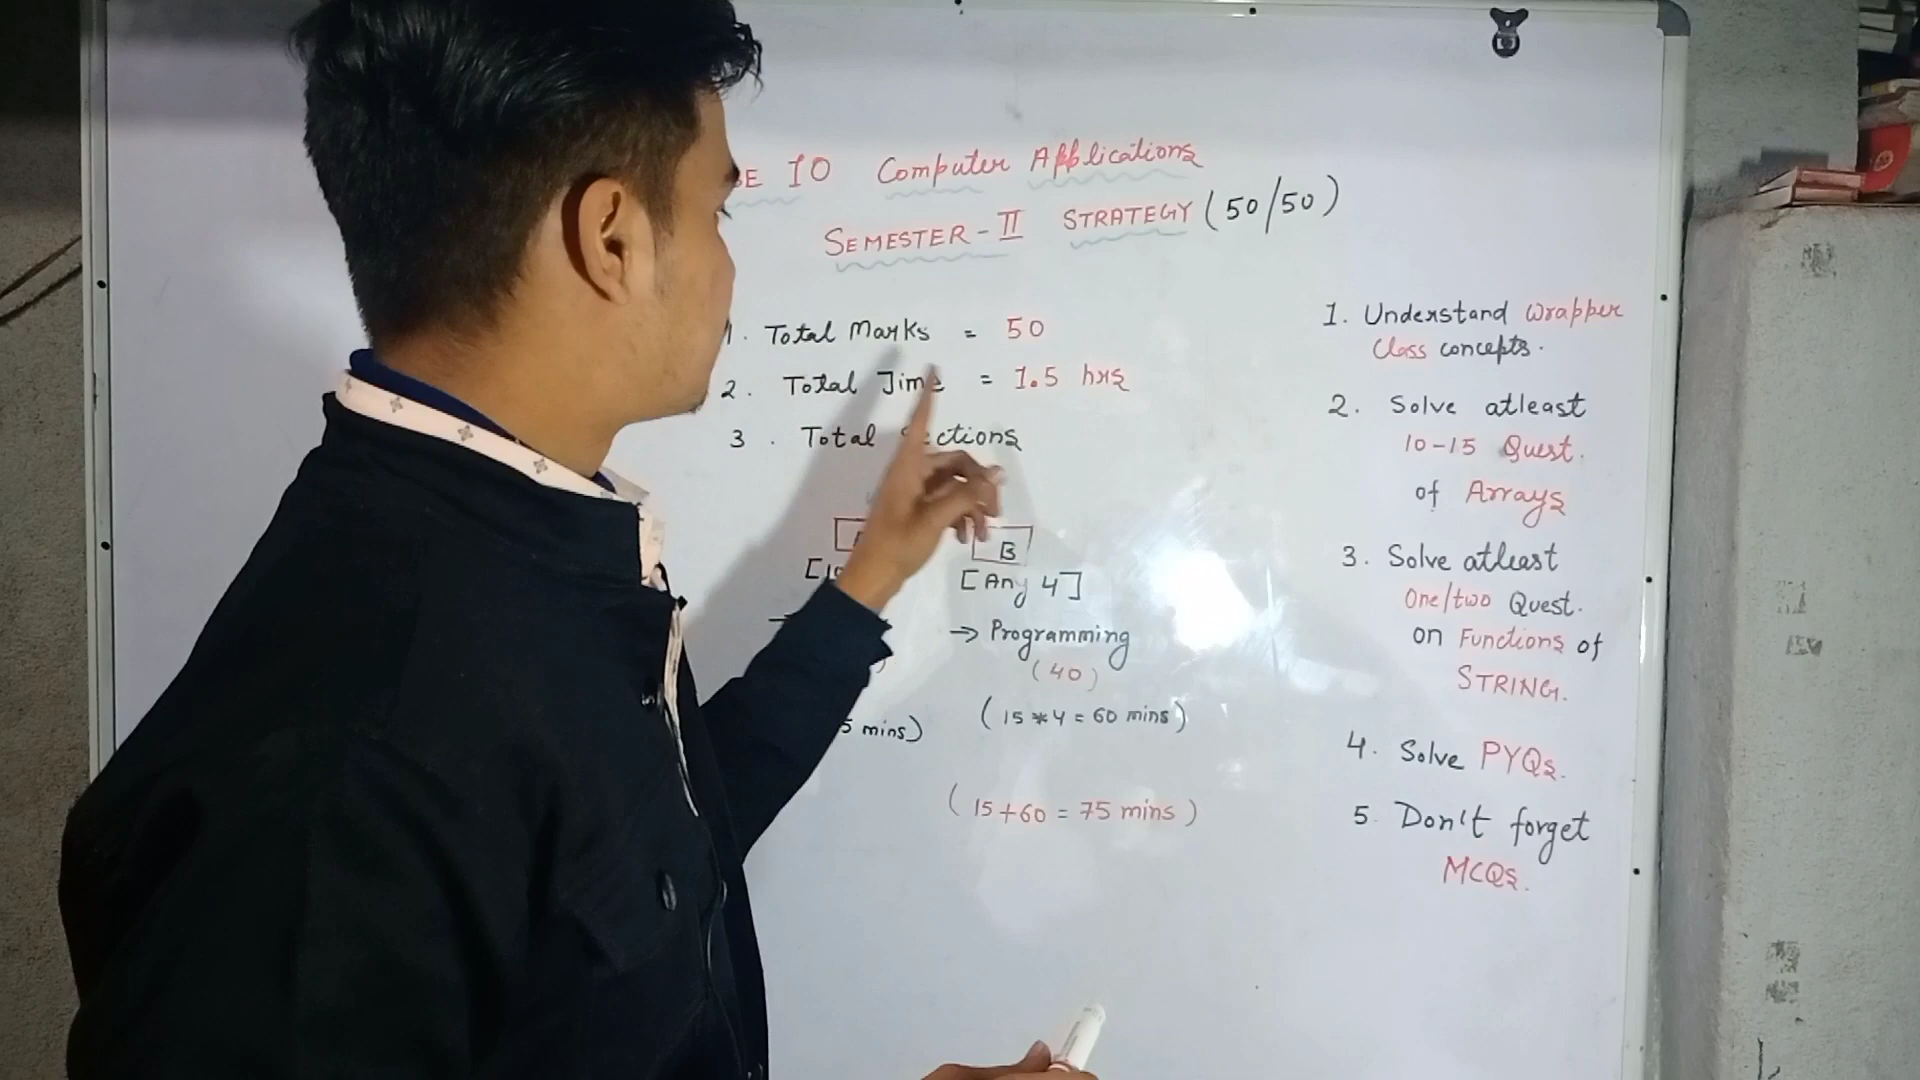 10 Computer Applications
SEMESTER-II STRATEGY (50/50)
1. Total Marks = 50
2. Total Time = 1.5 hrs
3. Total
B
[Any 4]
→ Programming
(40)
mins)
(15*4=60 mins)
(15+60=75 mins)
1. Understand Wrapper
Class concepts.
2. Solve atleast
10-15 Quest.
of Arrays
3. Solve atleast
One/two Quest.
on Functions of
STRING.
4. Solve PYQs.
5. Don't forget
MCQs.